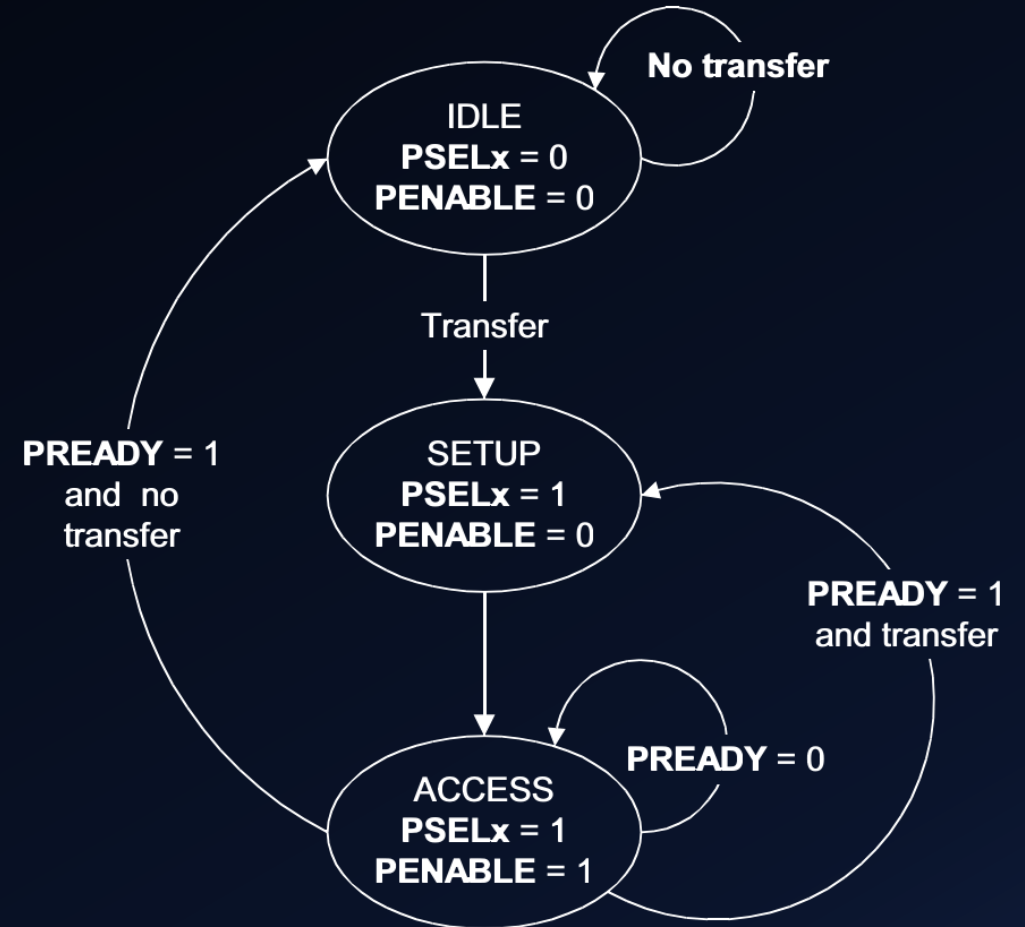 No transfer
IDLE
PSELx = 0
PENABLE = 0
Transfer
PREADY = 1
and no
transfer
SETUP
PSELx = 1
PENABLE = 0
PREADY = 1
and transfer
PREADY = 0
ACCESS
PSELx = 1
PENABLE = 1